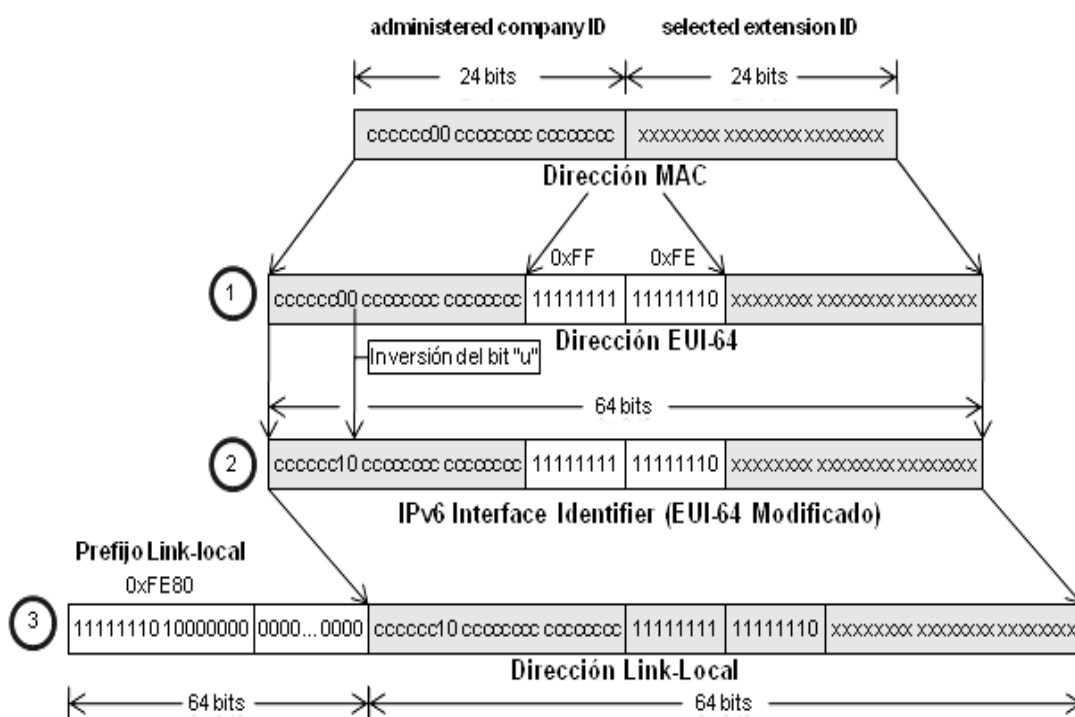 administered company ID selected extension ID
24 bits 24 bits
cccccc00 cccccccc cccccccc xxxxxxxx xxxxxxxx xxxxxxxx
Dirección MAC
0xFF 0xFE
1 cccccc00 cccccccc cccccccc 11111111 11111110 xxxxxxxx xxxxxxxx xxxxxxxx
Dirección EUI-64
Inversión del bit "u"
64 bits
2 cccccc10 cccccccc cccccccc 11111111 11111110 xxxxxxxx xxxxxxxx xxxxxxxx
IPv6 Interface Identifier (EUI-64 Modificado)
Prefijo Link-local
0xFE80
3 11111110 10000000 0000...0000 cccccc10 cccccccc cccccccc 11111111 11111110 xxxxxxxx xxxxxxxx xxxxxxxx
Dirección Link-Local
64 bits 64 bits